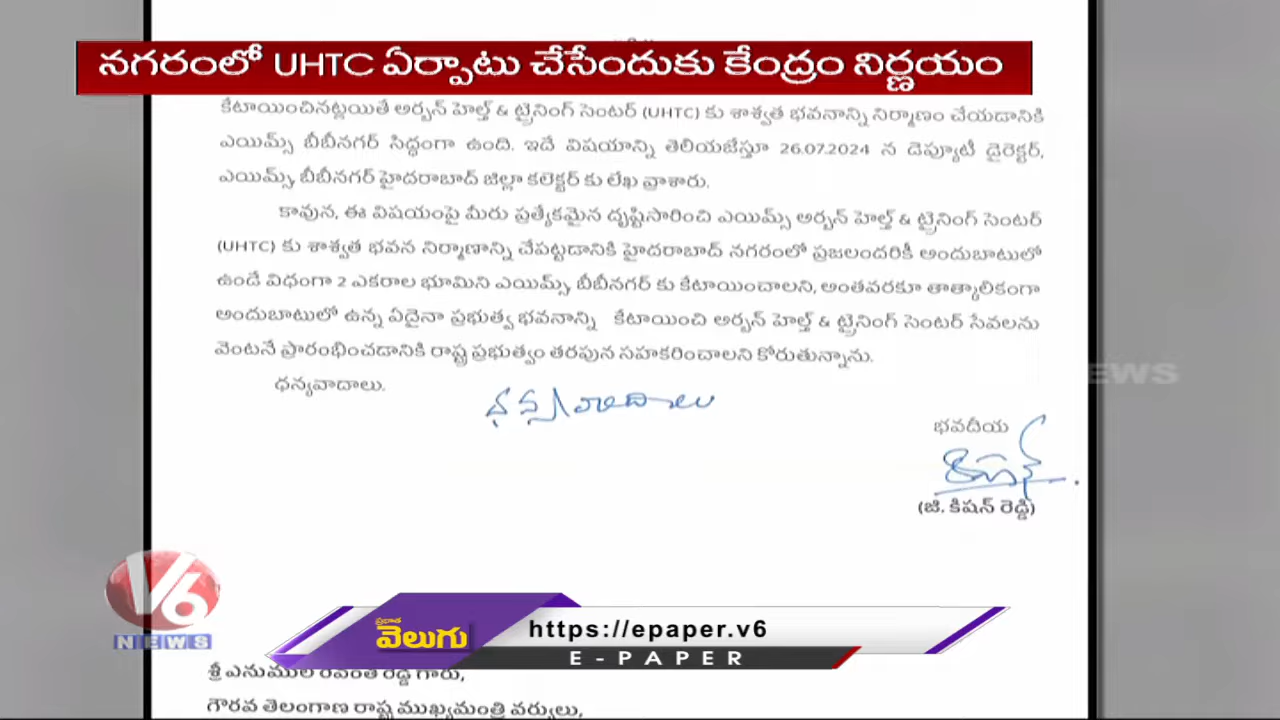 నగరంలో UHTC ఏర్పాటు చేసేందుకు కేంద్రం నిర్ణయం
కేటాయించినట్లయితే అర్బన్ హెల్త్ & ట్రైనింగ్ సెంటర్ (UHTC) కు శాశ్వత భవనాన్ని నిర్మాణం చేయడానికి
ఎయిమ్స్ బీబీనగర్ సిద్ధంగా ఉంది. ఇదే విషయాన్ని తెలియజేస్తూ 26.07.2024 న డెప్యూటీ డైరెక్టర్,
ఎయిమ్స్, బీబీనగర్ హైదరాబాద్ జిల్లా కలెక్టర్ కు లేఖ వ్రాశారు.
కావున, ఈ విషయంపై మీరు ప్రత్యేకమైన దృష్టిసారించి ఎయిమ్స్ అర్బన్ హెల్త్ & ట్రైనింగ్ సెంటర్
(UHTC) కు శాశ్వత భవన నిర్మాణాన్ని చేపట్టడానికి హైదరాబాద్ నగరంలో ప్రజలందరికీ అందుబాటులో
ఉండే విధంగా 2 ఎకరాల భూమిని ఎయిమ్స్, బీబీనగర్ కు కేటాయించాలని, అంతవరకూ తాత్కాలికంగా
అందుబాటులో ఉన్న ఏదైనా ప్రభుత్వ భవనాన్ని కేటాయించి అర్బన్ హెల్త్ & ట్రైనింగ్ సెంటర్ సేవలను
వెంటనే ప్రారంభించడానికి రాష్ట్ర ప్రభుత్వం తరపున సహకరించాలని కోరుతున్నాను.
ధన్యవాదాలు.
ధన్యవాదాలు
భవదీయ
కిషన్
(జి. కిషన్ రెడ్డి)
EWS
V6
NEWS
ప్రభాత
వెలుగు
https://epaper.v6
E-PAPER
శ్రీ ఎనుముల రేవంత్ రెడ్డి గారు,
గౌరవ తెలంగాణ రాష్ట్ర ముఖ్యమంత్రి వర్యులు,